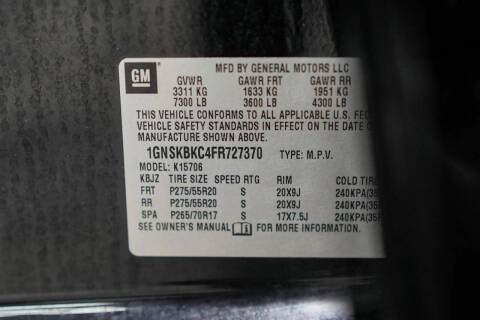 GM
MFD BY GENERAL MOTORS LLC
GVWR GAWR FRT GAWR RR
3311 KG 1633 KG 1951 KG
7300 LB 3600 LB 4300 LB
THIS VEHICLE CONFORMS TO ALL APPLICABLE U.S. FED
VEHICLE SAFETY STANDARDS IN EFFECT ON THE DATE O
MANUFACTURE SHOWN ABOVE.
1GNSKBKC4FR727370 TYPE: M.P.V.
MODEL: K15706
KBJZ TIRE SIZE SPEED RTG RIM COLD TIRE
FRT P275/55R20 S 20X9J 240KPA(35P
RR P275/55R20 S 20X9J 240KPA(35P
SPA P265/70R17 S 17X7.5J 240KPA(35P
SEE OWNER'S MANUAL FOR MORE INFORMATION.